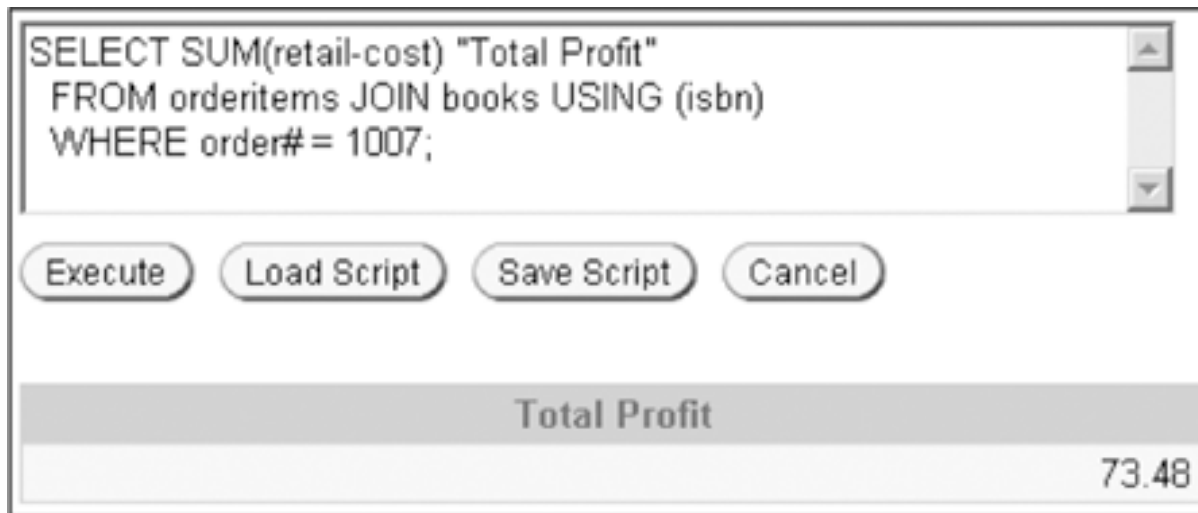 SELECT SUM(retail-cost) "Total Profit"
FROM orderitems JOIN books USING (isbn)
WHERE order# = 1007;
Execute Load Script Save Script Cancel
Total Profit
73.48